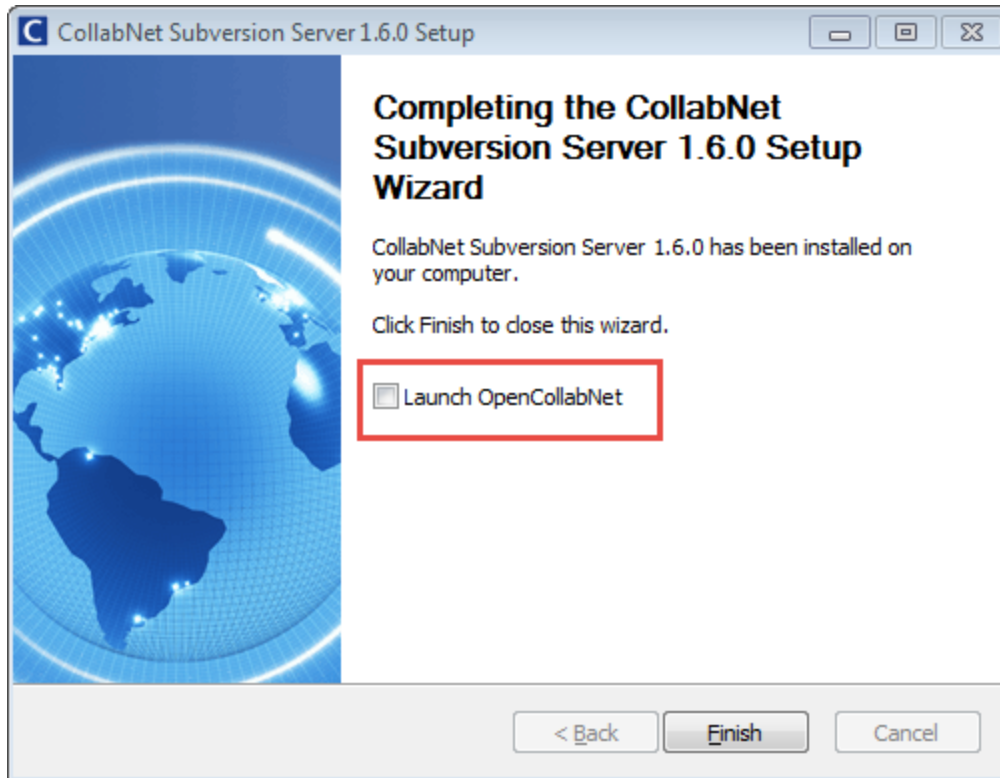 CollabNet Subversion Server 1.6.0 Setup
Completing the CollabNet
Subversion Server 1.6.0 Setup
Wizard
CollabNet Subversion Server 1.6.0 has been installed on
your computer.
Click Finish to close this wizard.
Launch OpenCollabNet
< Back
Finish
Cancel